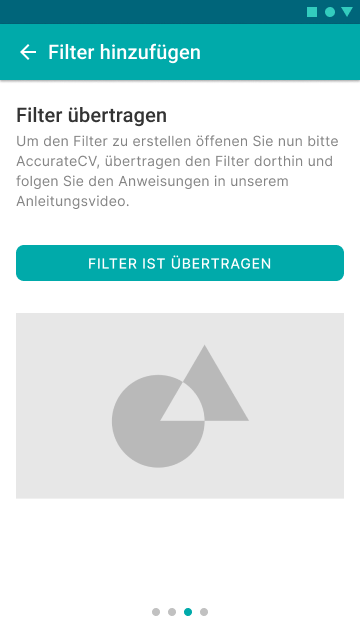 Filter hinzufügen
Filter übertragen
Um den Filter zu erstellen öffenen Sie nun bitte
AccurateCV, übertragen den Filter dorthin und
folgen Sie den Anweisungen in unserem
Anleitungsvideo.
FILTER IST ÜBERTRAGEN